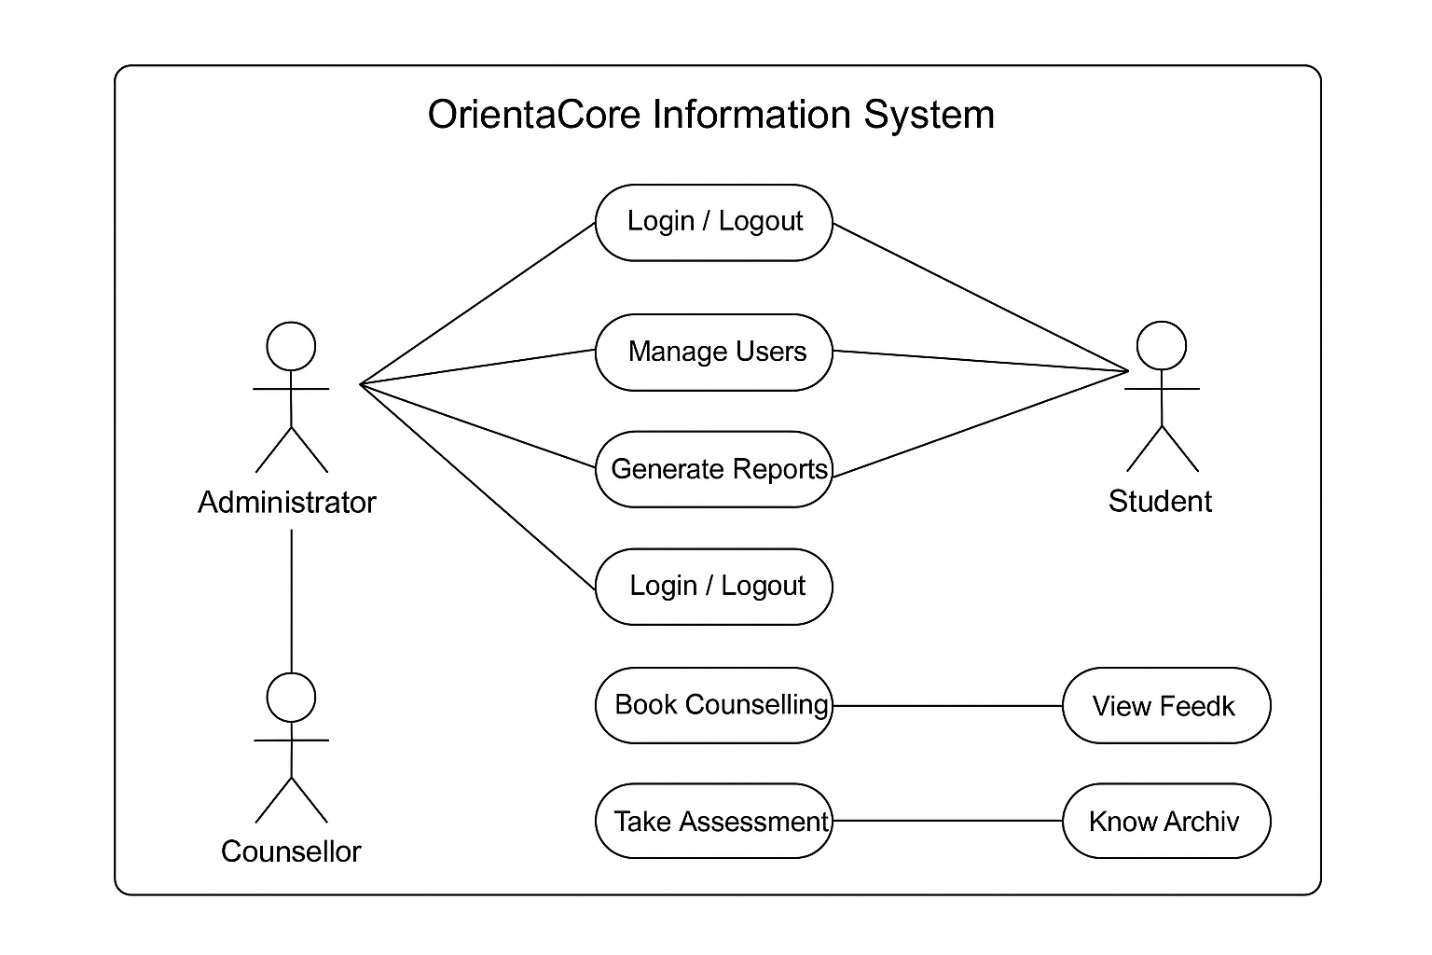 OrientaCore Information System
Login / Logout
Manage Users
Generate Reports
Administrator
Student
Login / Logout
Book Counselling
View Feedk
Take Assessment
Know Archiv
Counsellor